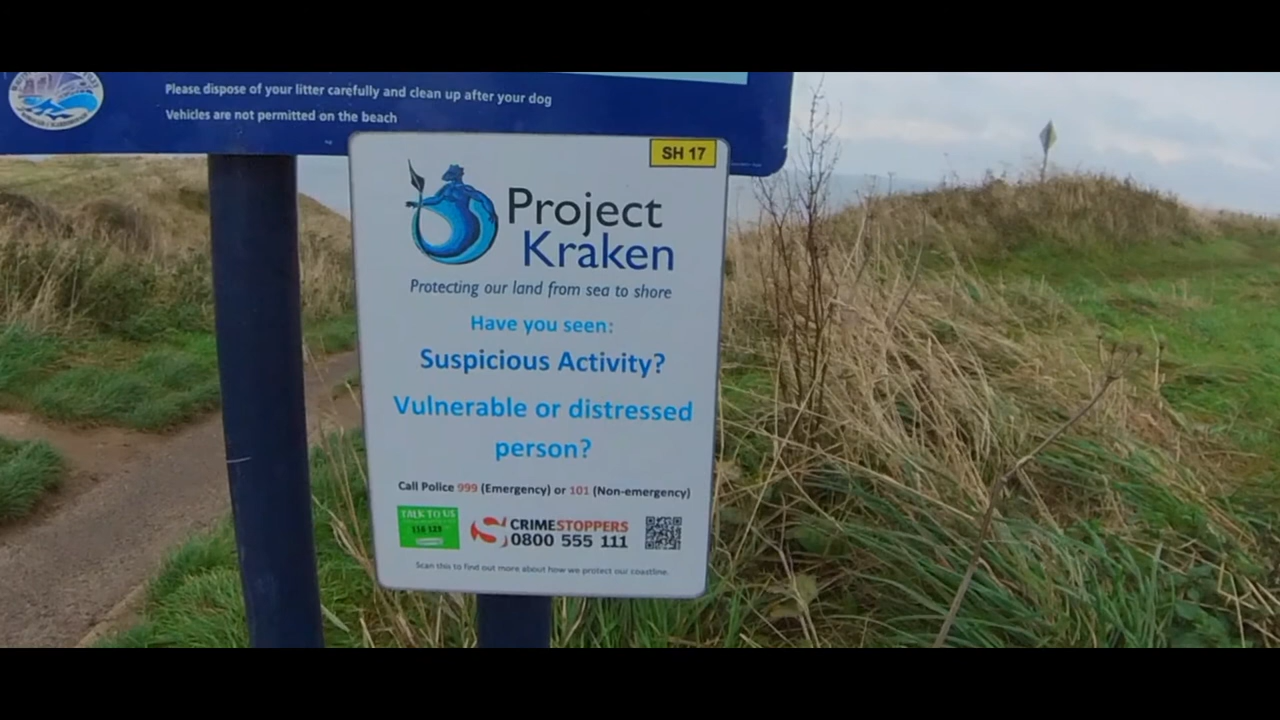 Please dispose of your litter carefully and clean up after your dog
Vehicles are not permitted on the beach
SH 17
Project
Kraken
Protecting our land from sea to shore
Have you seen:
Suspicious Activity?
Vulnerable or distressed
person?
Call Police 999 (Emergency) or 101 (Non-emergency)
TALK TO US
116 123
CRIMESTOPPERS
0800 555 111
Scan this to find out more about how we protect our coastline.